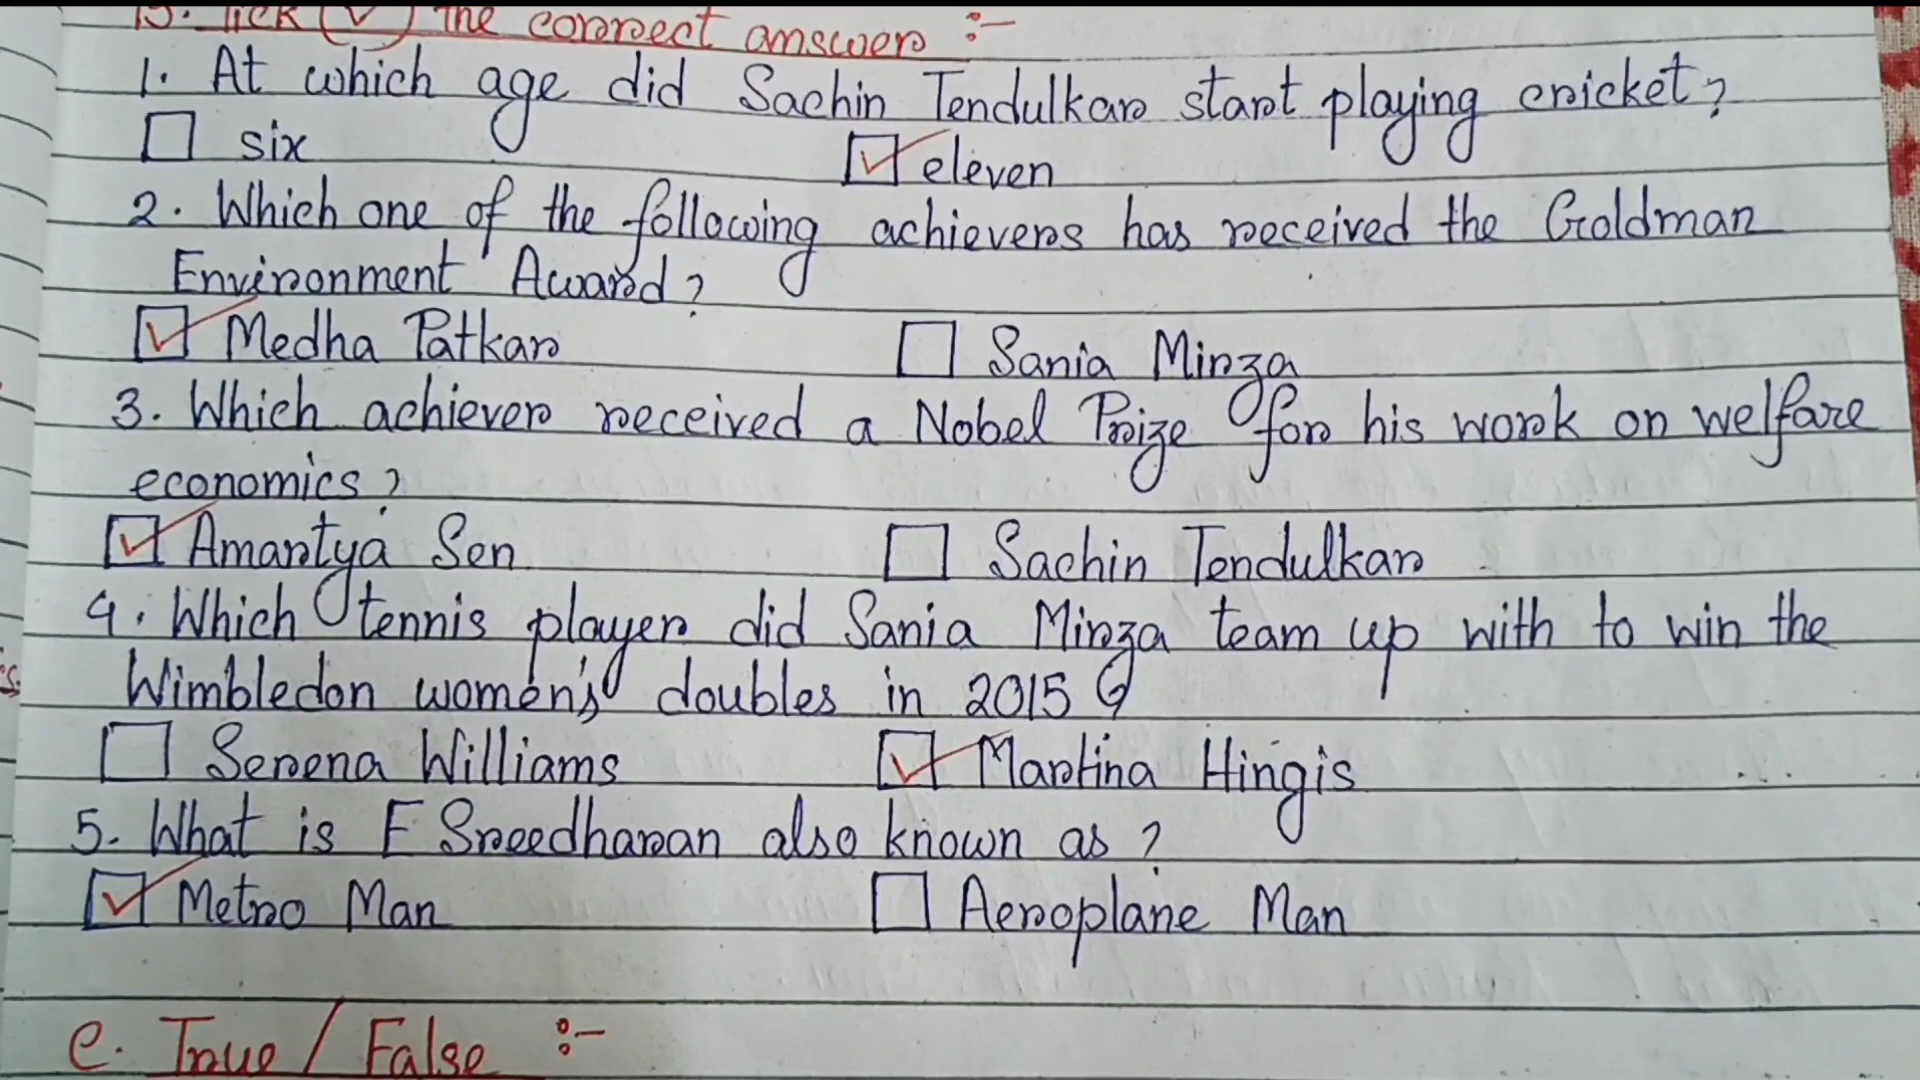 B. Tick (✓) the correct answer :-
1. At which age did Sachin Tendulkar start playing cricket?
☐ six ☑ eleven
2. Which one of the following achievers has received the Goldman
Environment Award?
☑ Medha Patkar ☐ Sania Mirza
3. Which achiever received a Nobel Prize for his work on welfare
economics?
☑ Amartya Sen ☐ Sachin Tendulkar
4. Which tennis player did Sania Mirza team up with to win the
Wimbledon women's doubles in 2015?
☐ Serena Williams ☑ Martina Hingis
5. What is E Sreedharan also known as?
☑ Metro Man ☐ Aeroplane Man
C. True / False :-